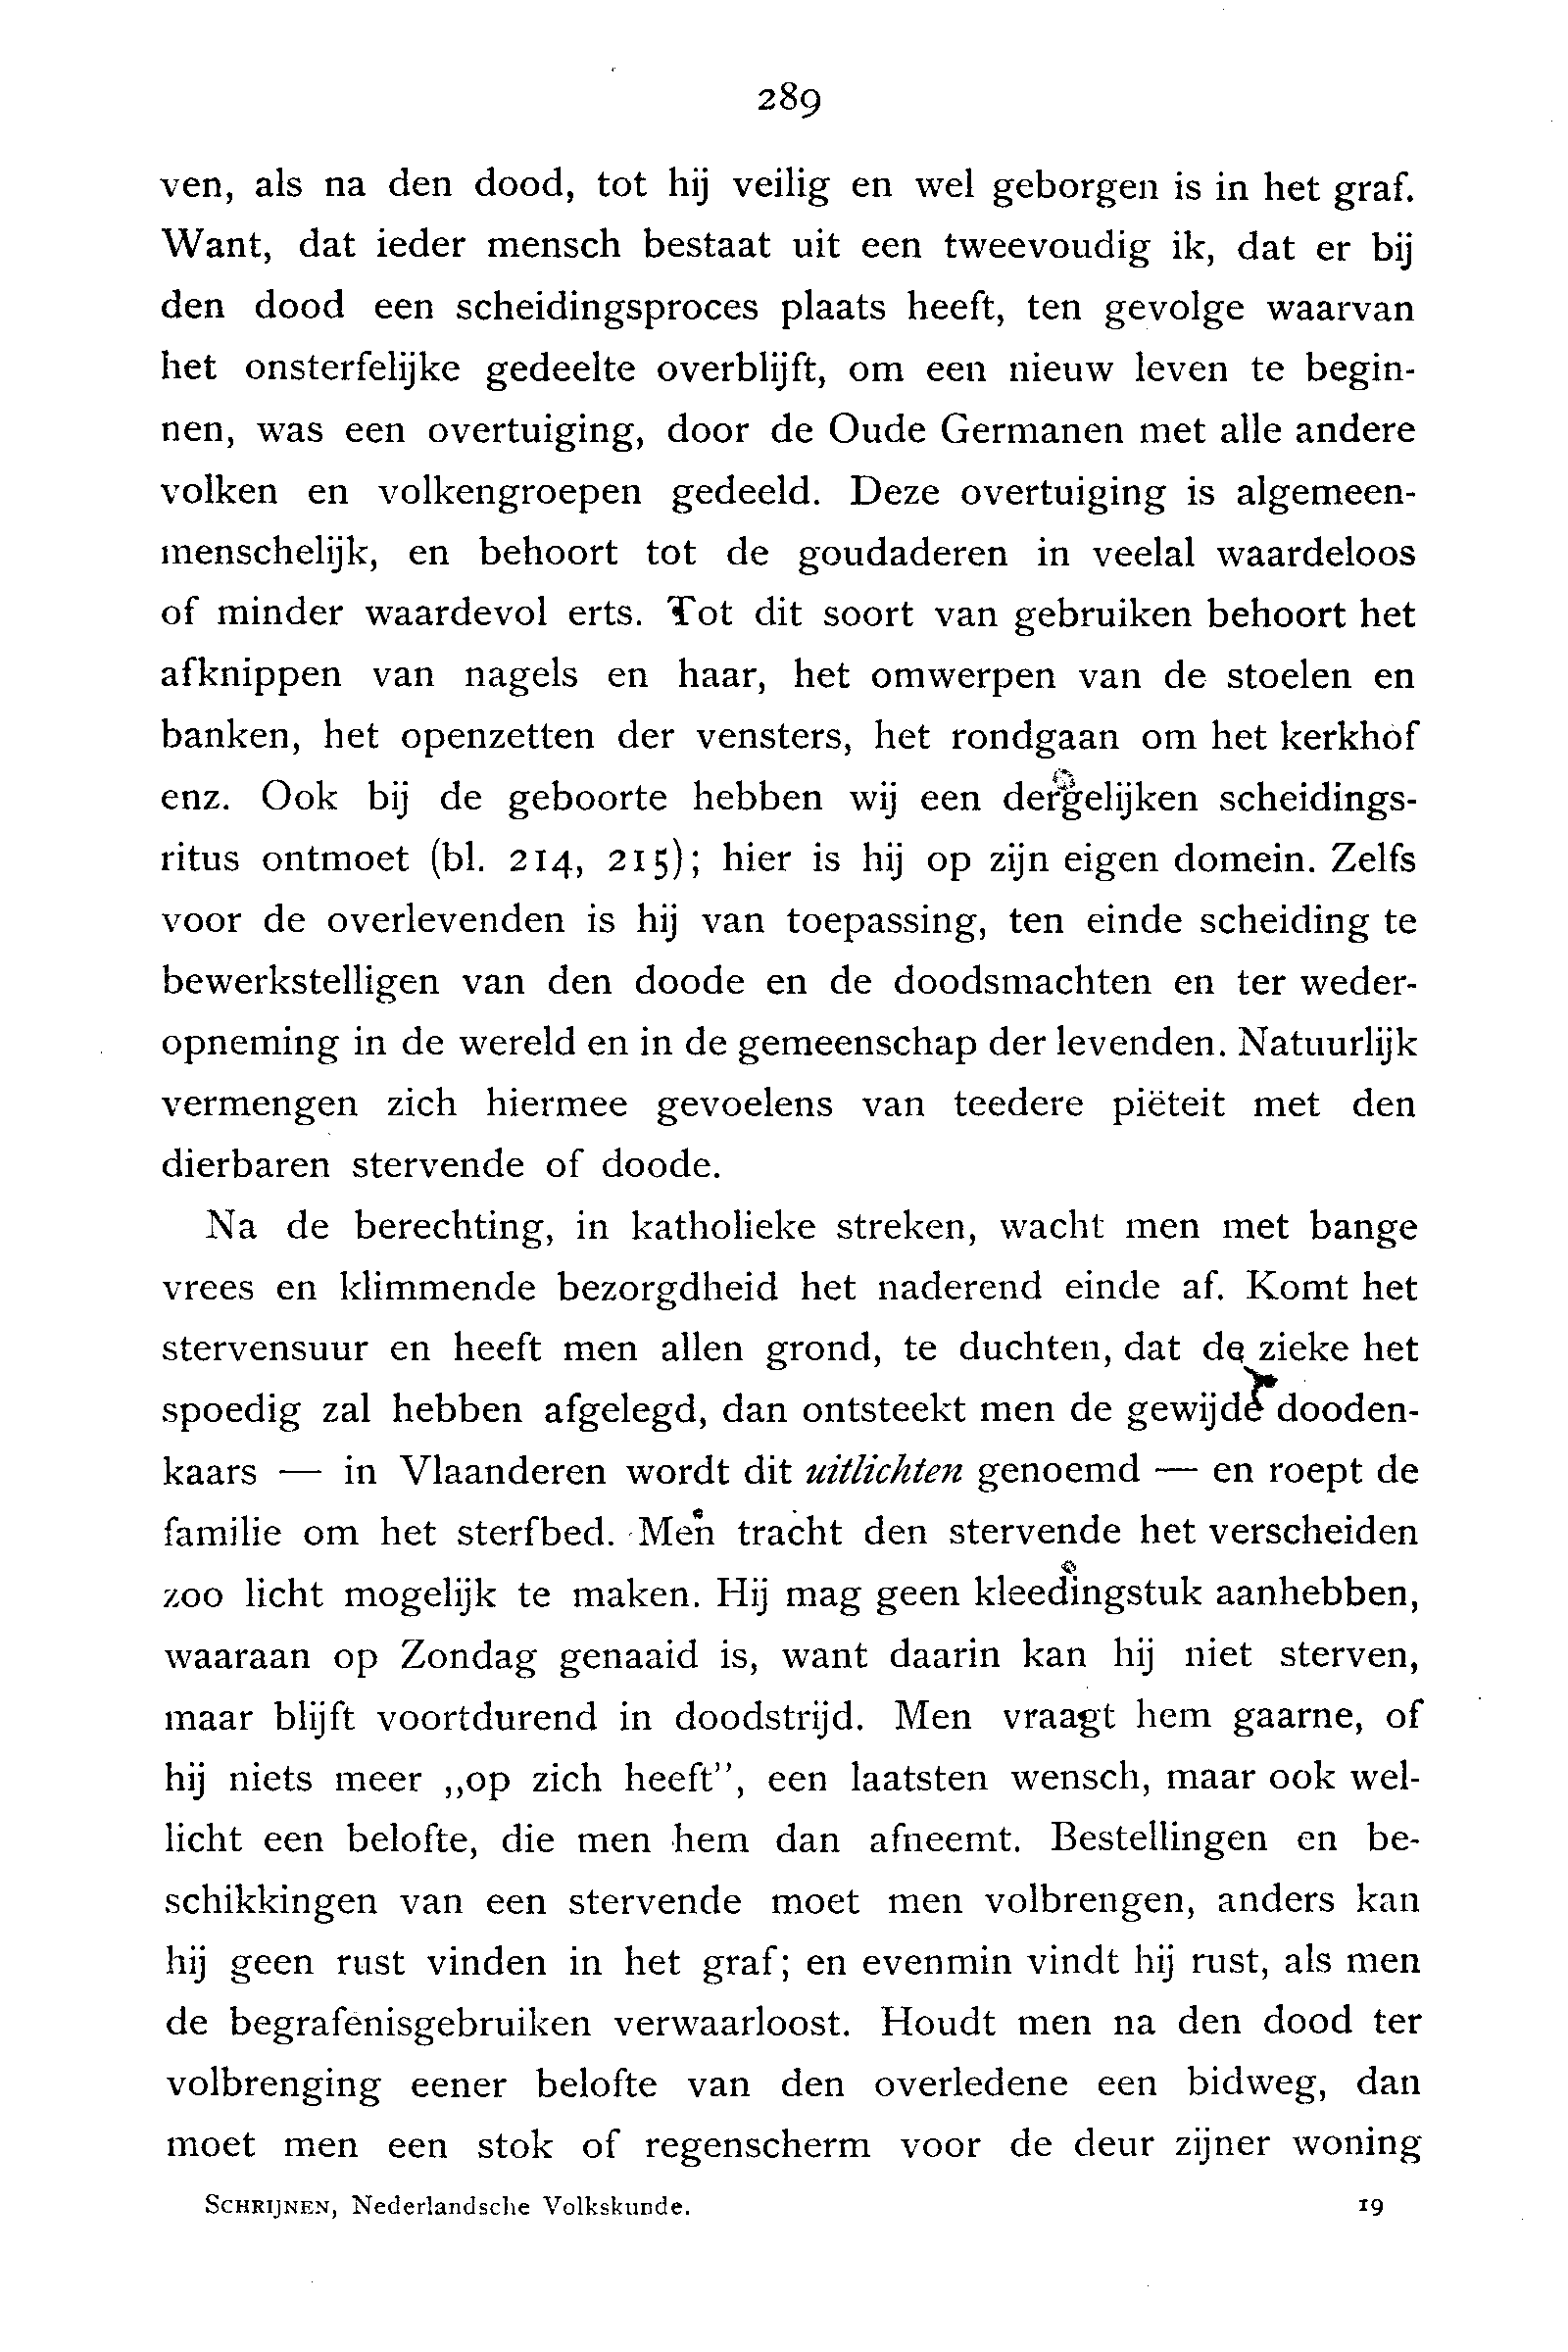 289
ven, als na den dood, tot hij veilig en wel geborgen is in het graf.
Want, dat ieder mensch bestaat uit een tweevoudig ik, dat er bij
den dood een scheidingsproces plaats heeft, ten gevolge waarvan
het onsterfelijke gedeelte overblijft, om een nieuw leven te begin-
nen, was een overtuiging, door de Oude Germanen met alle andere
volken en volkengroepen gedeeld. Deze overtuiging is algemeen-
menschelijk, en behoort tot de goudaderen in veelal waardeloos
of minder waardevol erts. Tot dit soort van gebruiken behoort het
afknippen van nagels en haar, het omwerpen van de stoelen en
banken, het openzetten der vensters, het rondgaan om het kerkhof
enz. Ook bij de geboorte hebben wij een dergelijken scheidings-
ritus ontmoet (bl. 214, 215); hier is hij op zijn eigen domein. Zelfs
voor de overlevenden is hij van toepassing, ten einde scheiding te
bewerkstelligen van den doode en de doodsmachten en ter weder-
opneming in de wereld en in de gemeenschap der levenden. Natuurlijk
vermengen zich hiermee gevoelens van teedere piëteit met den
dierbaren stervende of doode.
Na de berechting, in katholieke streken, wacht men met bange
vrees en klimmende bezorgdheid het naderend einde af. Komt het
stervensuur en heeft men allen grond, te duchten, dat de zieke het
spoedig zal hebben afgelegd, dan ontsteekt men de gewijde dooden-
kaars — in Vlaanderen wordt dit uitlichten genoemd — en roept de
familie om het sterfbed. Men tracht den stervende het verscheiden
zoo licht mogelijk te maken. Hij mag geen kleedingstuk aanhebben,
waaraan op Zondag genaaid is, want daarin kan hij niet sterven,
maar blijft voortdurend in doodstrijd. Men vraagt hem gaarne, of
hij niets meer „op zich heeft”, een laatsten wensch, maar ook wel-
licht een belofte, die men hem dan afneemt. Bestellingen en be-
schikkingen van een stervende moet men volbrengen, anders kan
hij geen rust vinden in het graf; en evenmin vindt hij rust, als men
de begrafenisgebruiken verwaarloost. Houdt men na den dood ter
volbrenging eener belofte van den overledene een bidweg, dan
moet men een stok of regenscherm voor de deur zijner woning
SCHRIJNEN, Nederlandsche Volkskunde. 19